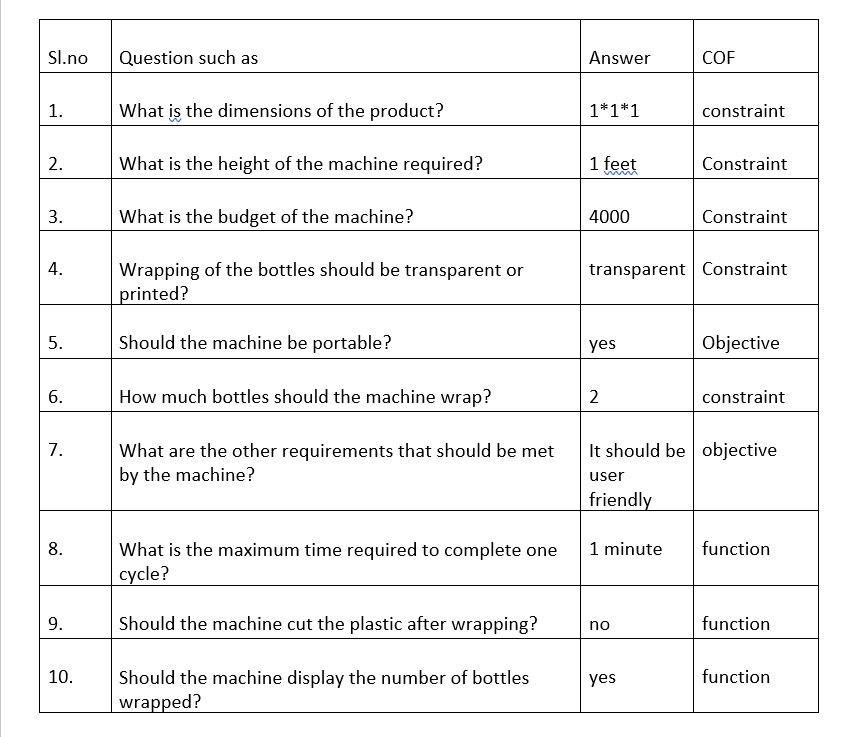 Sl.no Question such as Answer COF
1. What is the dimensions of the product? 1*1*1 constraint
2. What is the height of the machine required? 1 feet Constraint
3. What is the budget of the machine? 4000 Constraint
4. Wrapping of the bottles should be transparent or transparent Constraint
printed?
5. Should the machine be portable? yes Objective
6. How much bottles should the machine wrap? 2 constraint
7. What are the other requirements that should be met It should be objective
by the machine? user
friendly
8. What is the maximum time required to complete one 1 minute function
cycle?
9. Should the machine cut the plastic after wrapping? no function
10. Should the machine display the number of bottles yes function
wrapped?